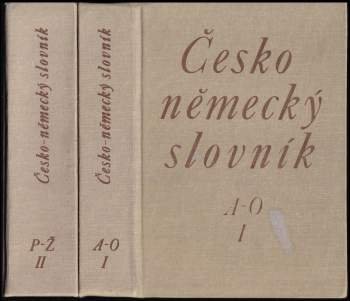 Česko-německý slovník
P-Ž
II
Česko-německý slovník
A-O
I
Česko
německý
slovník
A-O
I